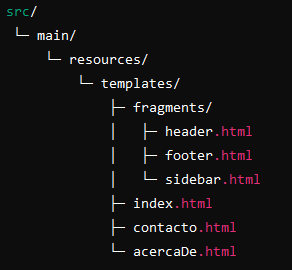 src/
└─ main/
└─ resources/
└─ templates/
├─ fragments/
│ ├─ header.html
│ ├─ footer.html
│ └─ sidebar.html
├─ index.html
├─ contacto.html
└─ acercaDe.html